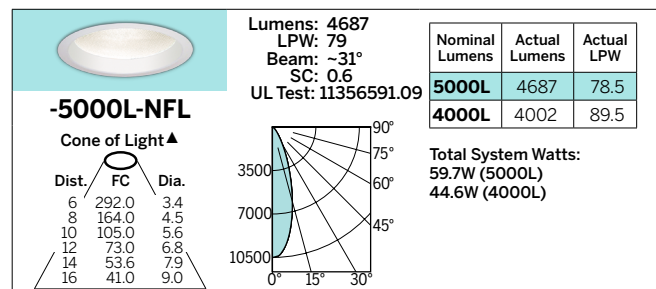 -5000L-NFL
Cone of Light▲
Dist. FC Dia.
6 292.0 3.4
8 164.0 4.5
10 105.0 5.6
12 73.0 6.8
14 53.6 7.9
16 41.0 9.0
Lumens: 4687
LPW: 79
Beam: ~31°
SC: 0.6
UL Test: 11356591.09
90°
75°
60°
45°
3500
7000
10500
0° 15° 30°
Nominal Lumens Actual Lumens Actual LPW
5000L 4687 78.5
4000L 4002 89.5
Total System Watts:
59.7W (5000L)
44.6W (4000L)